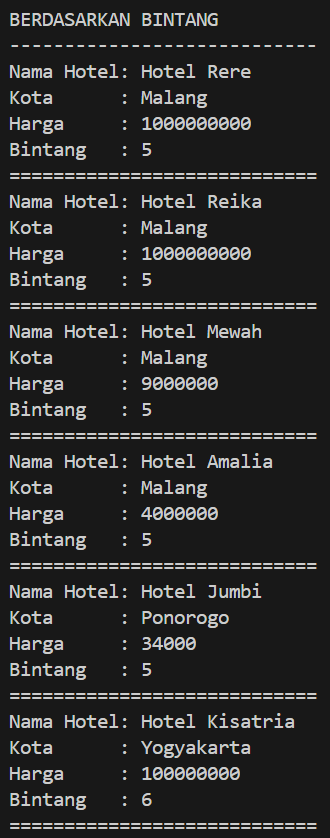 BERDASARKAN BINTANG
----------------------------
Nama Hotel: Hotel Rere
Kota      : Malang
Harga     : 1000000000
Bintang   : 5
============================
Nama Hotel: Hotel Reika
Kota      : Malang
Harga     : 1000000000
Bintang   : 5
============================
Nama Hotel: Hotel Mewah
Kota      : Malang
Harga     : 9000000
Bintang   : 5
============================
Nama Hotel: Hotel Amalia
Kota      : Malang
Harga     : 4000000
Bintang   : 5
============================
Nama Hotel: Hotel Jumbi
Kota      : Ponorogo
Harga     : 34000
Bintang   : 5
============================
Nama Hotel: Hotel Kisatria
Kota      : Yogyakarta
Harga     : 100000000
Bintang   : 6
============================